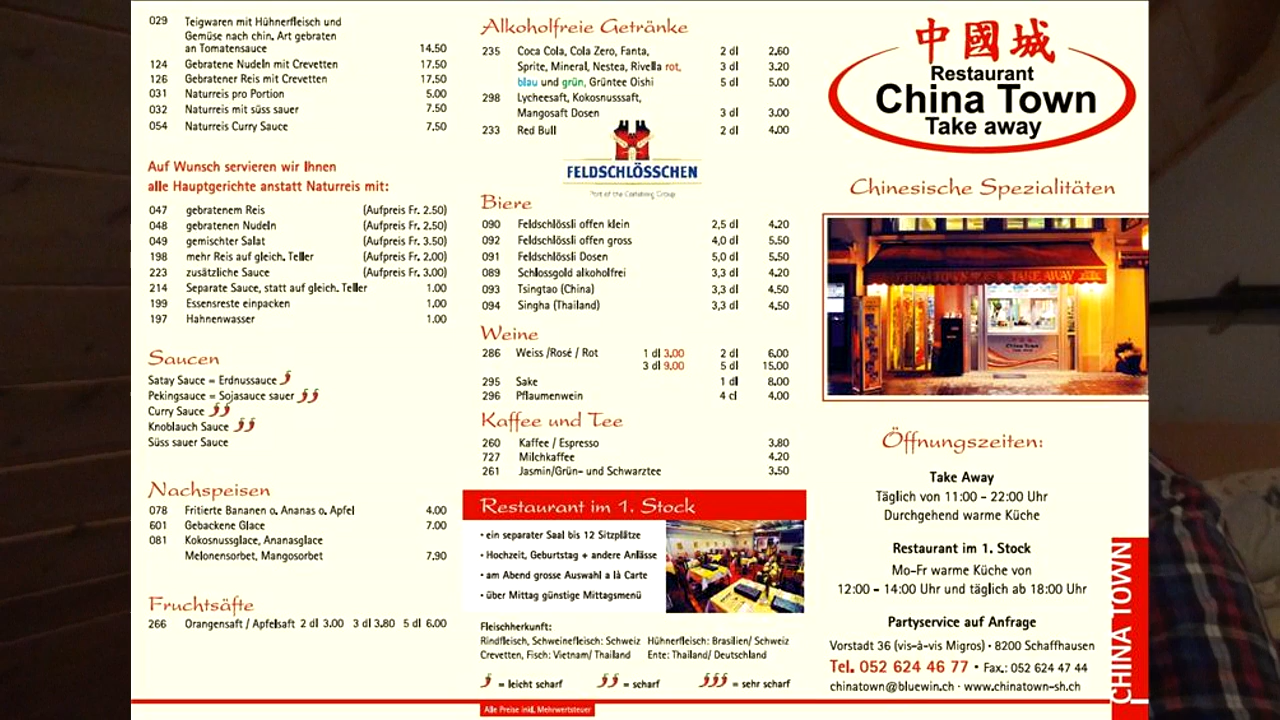 029 Teigwaren mit Hühnerfleisch und
Gemüse nach chin. Art gebraten
an Tomatensauce 14.50
124 Gebratene Nudeln mit Crevetten 17.50
126 Gebratener Reis mit Crevetten 17.50
031 Naturreis pro Portion 5.00
032 Naturreis mit süss sauer 7.50
054 Naturreis Curry Sauce 7.50
Auf Wunsch servieren wir Ihnen
alle Hauptgerichte anstatt Naturreis mit:
047 gebratenem Reis (Aufpreis Fr. 2.50)
048 gebratenen Nudeln (Aufpreis Fr. 2.50)
049 gemischter Salat (Aufpreis Fr. 3.50)
198 mehr Reis auf gleich. Teller (Aufpreis Fr. 2.00)
223 zusätzliche Sauce (Aufpreis Fr. 3.00)
214 Separate Sauce, statt auf gleich. Teller 1.00
199 Essensreste einpacken 1.00
197 Hahnenwasser 1.00
Saucen
Satay Sauce = Erdnussauce
Pekingsauce = Sojasauce sauer
Curry Sauce
Knoblauch Sauce
Süss sauer Sauce
Nachspeisen
078 Fritierte Bananen o. Ananas o. Apfel 4.00
601 Gebackene Glace 7.00
081 Kokosnussglace, Ananasglace
Melonensorbet, Mangosorbet 7.90
Fruchtsäfte
266 Orangensaft / Apfelsaft 2 dl 3.00 3 dl 3.80 5 dl 6.00
Alkoholfreie Getränke
235 Coca Cola, Cola Zero, Fanta, 2 dl 2.60
Sprite, Mineral, Nestea, Rivella rot, 3 dl 3.20
blau und grün, Grüntee Oishi 5 dl 5.00
298 Lycheesaft, Kokosnusssaft,
Mangosaft Dosen 3 dl 3.00
233 Red Bull 2 dl 4.00
FELDSCHLÖSSCHEN
Part of the Carlsberg Group
Biere
090 Feldschlössli offen klein 2,5 dl 4.20
092 Feldschlössli offen gross 4,0 dl 5.50
091 Feldschlössli Dosen 5,0 dl 5.50
089 Schlossgold alkoholfrei 3,3 dl 4.20
093 Tsingtao (China) 3,3 dl 4.50
094 Singha (Thailand) 3,3 dl 4.50
Weine
286 Weiss /Rosé / Rot 1 dl 3.00 2 dl 6.00
3 dl 9.00 5 dl 15.00
295 Sake 1 dl 8.00
296 Pflaumenwein 4 cl 4.00
Kaffee und Tee
260 Kaffee / Espresso 3.80
727 Milchkaffee 4.20
261 Jasmin/Grün- und Schwarztee 3.50
Restaurant im 1. Stock
• ein separater Saal bis 12 Sitzplätze
• Hochzeit, Geburtstag + andere Anlässe
• am Abend grosse Auswahl a là Carte
• über Mittag günstige Mittagsmenü
Fleischherkunft:
Rindfleisch, Schweinefleisch: Schweiz Hühnerfleisch: Brasilien/ Schweiz
Crevetten, Fisch: Vietnam/ Thailand Ente: Thailand/ Deutschland
= leicht scharf = scharf = sehr scharf
Alle Preise inkl. Mehrwertsteuer
中國城
Restaurant
China Town
Take away
Chinesische Spezialitäten
CHINA TOWN TAKE AWAY
China Town
Öffnungszeiten:
Take Away
Täglich von 11:00 - 22:00 Uhr
Durchgehend warme Küche
Restaurant im 1. Stock
Mo-Fr warme Küche von
12:00 - 14:00 Uhr und täglich ab 18:00 Uhr
Partyservice auf Anfrage
Vorstadt 36 (vis-à-vis Migros) · 8200 Schaffhausen
Tel. 052 624 46 77 • Fax.: 052 624 47 44
chinatown@bluewin.ch · www.chinatown-sh.ch
CHINA TOWN